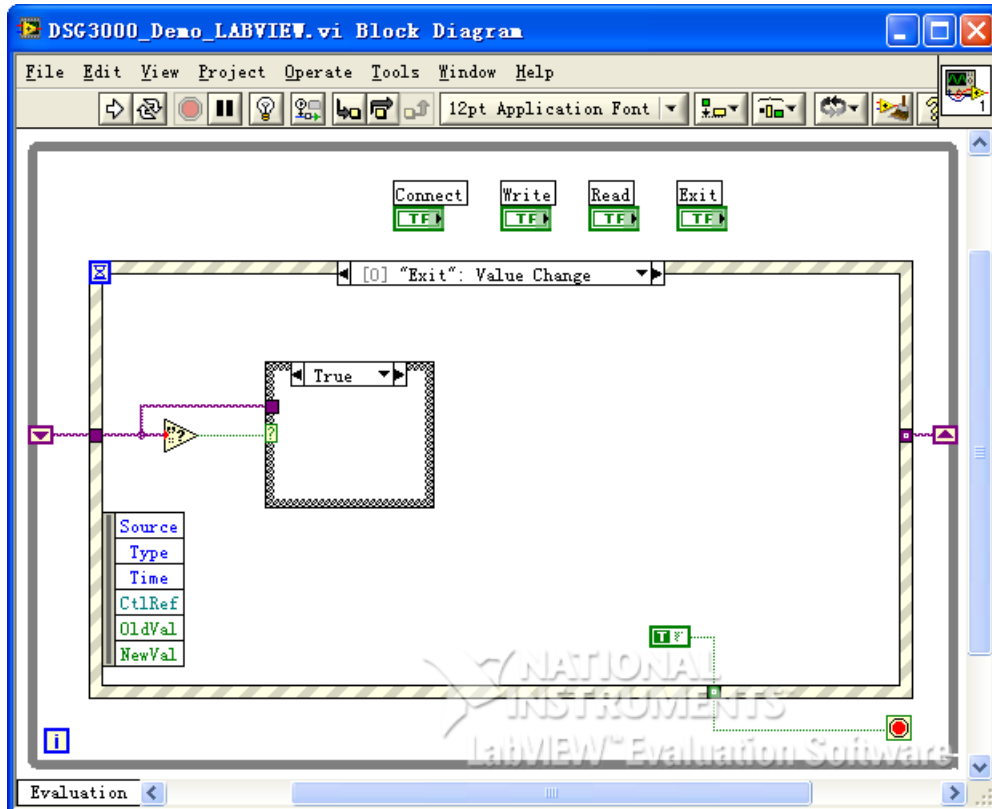 DSG3000_Demo_LABVIEW.vi Block Diagram
File Edit View Project Operate Tools Window Help
12pt Application Font
1
Connect Write Read Exit
TF TF TF TF
[0] "Exit": Value Change
True
"?
?
Source
Type
Time
CtlRef
OldVal
NewVal
T
NATIONAL
INSTRUMENTS
i
LabVIEW™ Evaluation Software
Evaluation